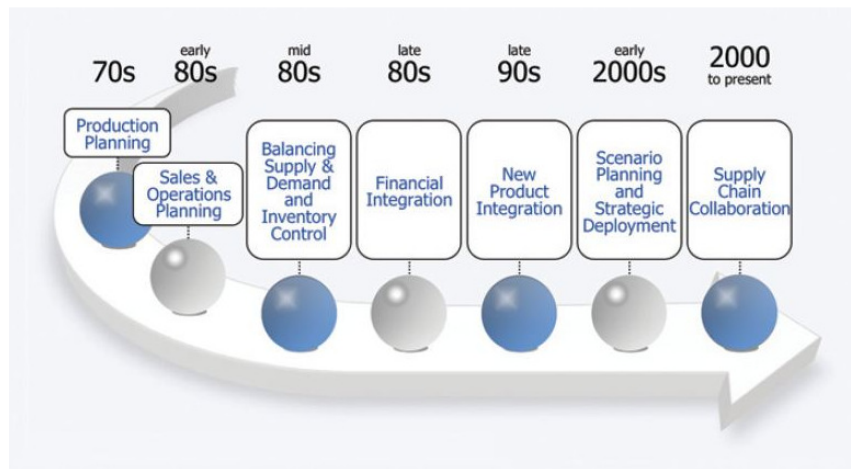 70s
early
80s
mid
80s
late
80s
late
90s
early
2000s
2000
to present
Production
Planning
Sales &
Operations
Planning
Balancing
Supply &
Demand
and
Inventory
Control
Financial
Integration
New
Product
Integration
Scenario
Planning
and
Strategic
Deployment
Supply
Chain
Collaboration